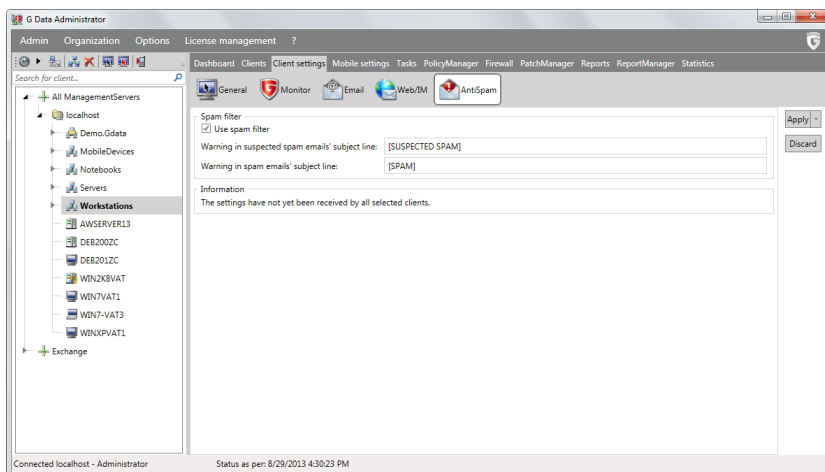 G Data Administrator
Admin Organization Options License management ?
Search for client...
Dashboard Clients Client settings Mobile settings Tasks PolicyManager Firewall PatchManager Reports ReportManager Statistics
General Monitor Email Web/IM AntiSpam
All ManagementServers
localhost
Demo.Gdata
MobileDevices
Notebooks
Servers
Workstations
AWSERVER13
DEB200ZC
DEB201ZC
WIN2K8VAT
WIN7VAT1
WIN7-VAT3
WINXPVAT1
Exchange
Spam filter
Use spam filter
Warning in suspected spam emails' subject line: [SUSPECTED SPAM]
Warning in spam emails' subject line: [SPAM]
Information
The settings have not yet been received by all selected clients.
Apply
Discard
Connected localhost - Administrator Status as per: 8/29/2013 4:30:23 PM